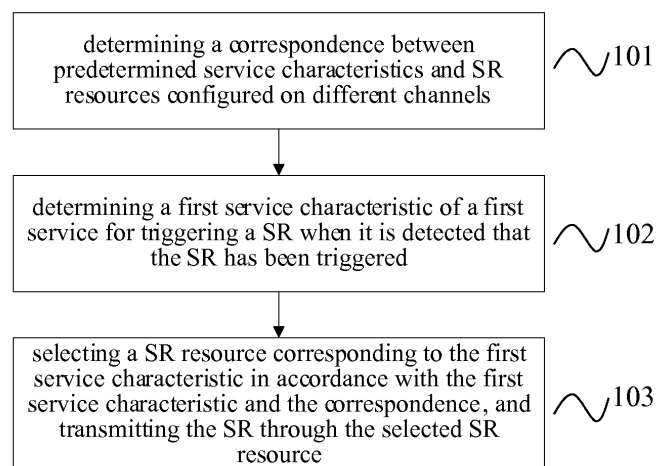 determining a correspondence between
predetermined service characteristics and SR
resources configured on different channels
101
determining a first service characteristic of a first
service for triggering a SR when it is detected that
the SR has been triggered
102
selecting a SR resource corresponding to the first
service characteristic in accordance with the first
service characteristic and the correspondence, and
transmitting the SR through the selected SR
resource
103